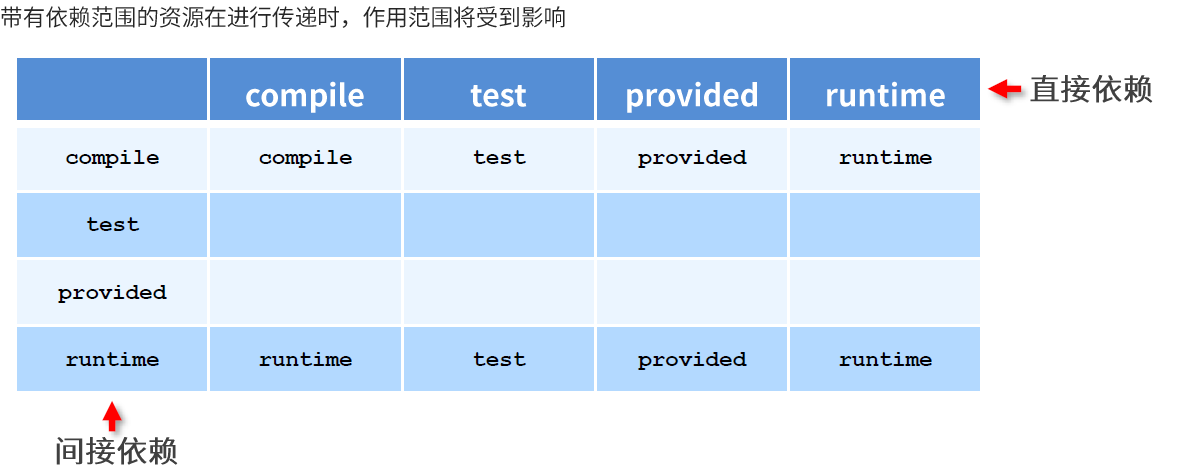 带有依赖范围的资源在进行传递时，作用范围将受到影响
compile test provided runtime 直接依赖
compile compile test provided runtime
test
provided
runtime runtime test provided runtime
间接依赖